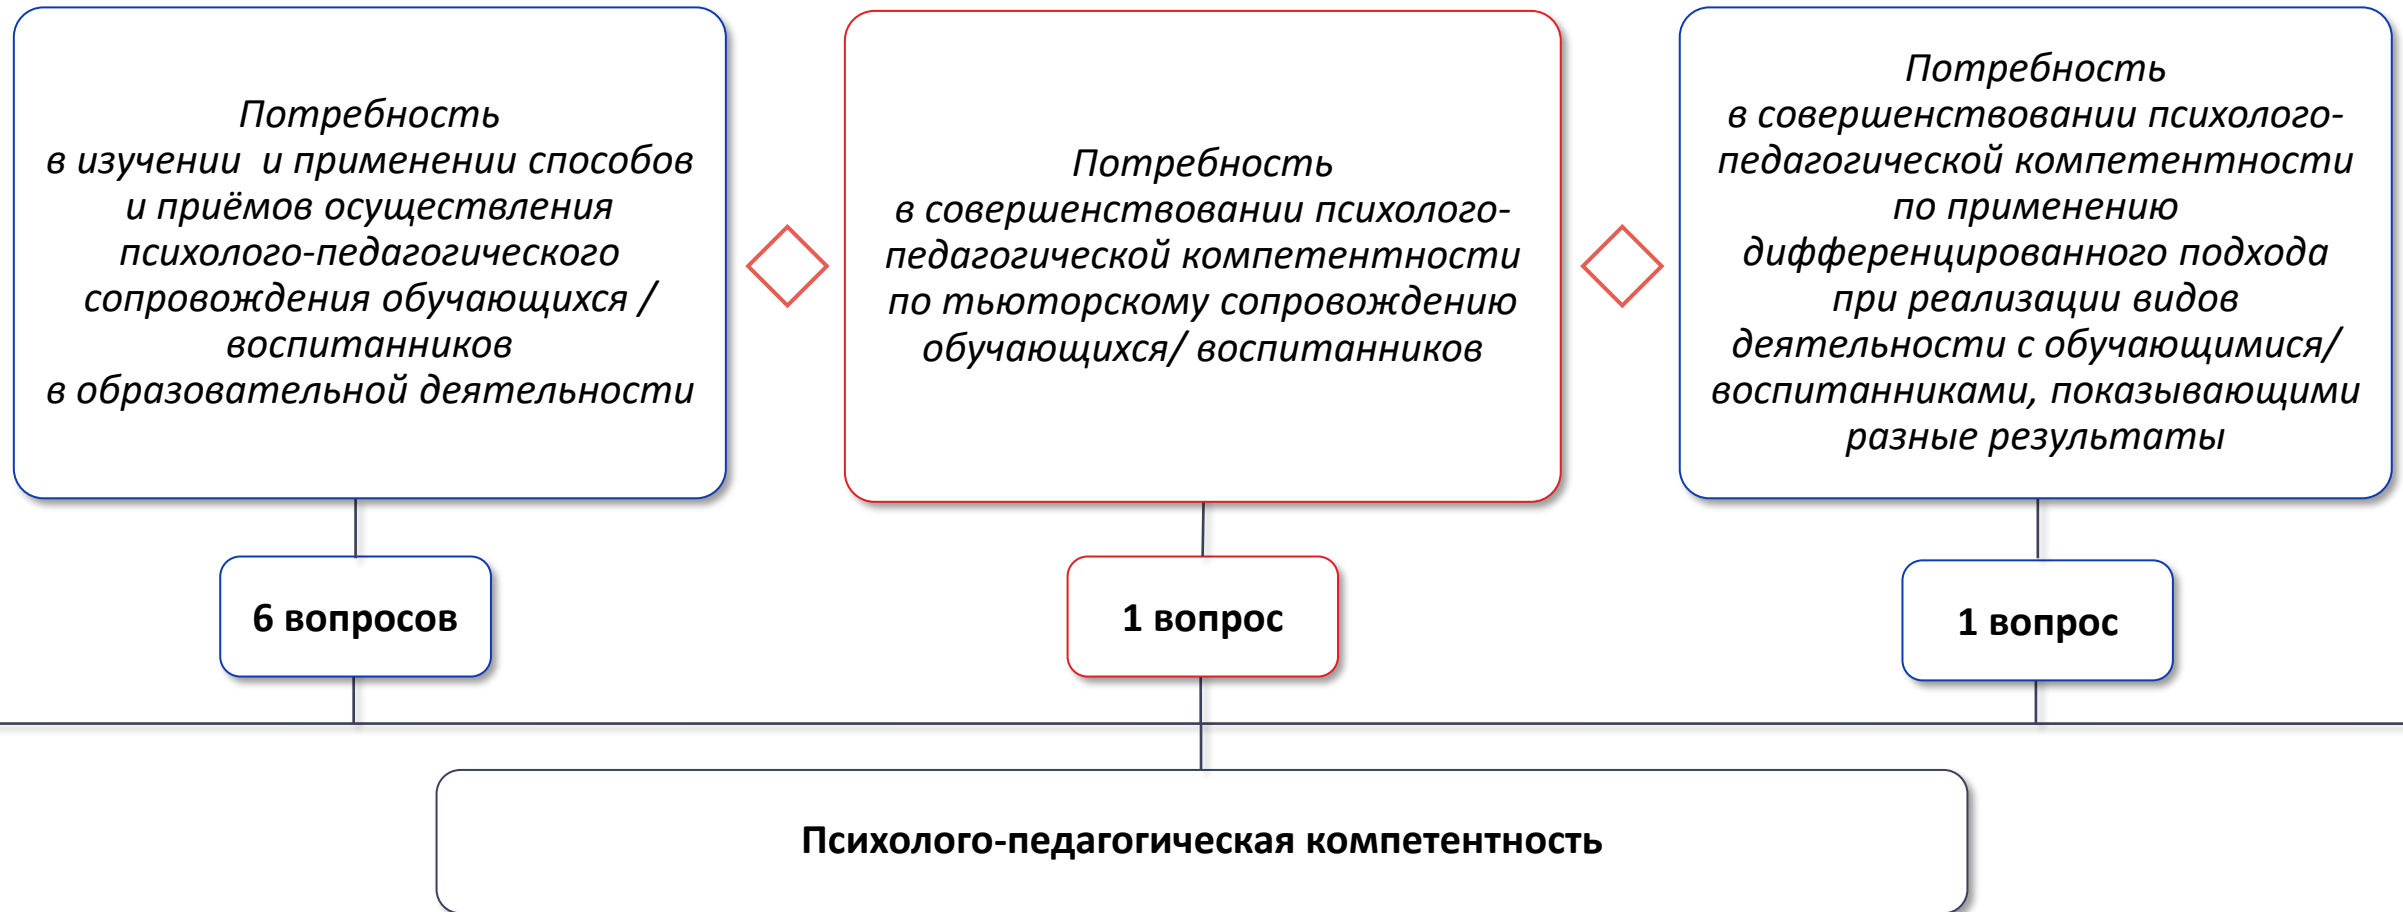 Потребность
в изучении и применении способов
и приёмов осуществления
психолого-педагогического
сопровождения обучающихся /
воспитанников
в образовательной деятельности
Потребность
в совершенствовании психолого-
педагогической компетентности
по тьюторскому сопровождению
обучающихся/ воспитанников
Потребность
в совершенствовании психолого-
педагогической компетентности
по применению
дифференцированного подхода
при реализации видов
деятельности с обучающимися/
воспитанниками, показывающими
разные результаты
6 вопросов
1 вопрос
1 вопрос
Психолого-педагогическая компетентность